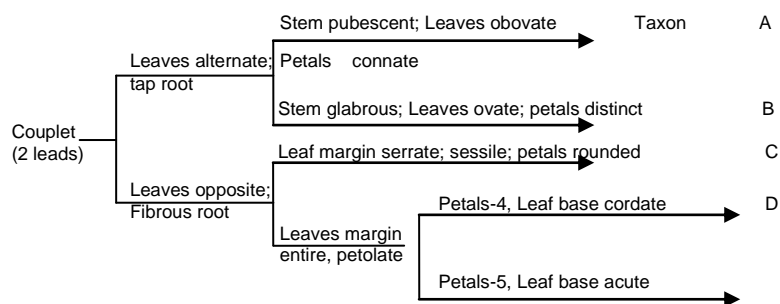 Stem pubescent; Leaves obovate Taxon A
Leaves alternate; Petals connate
tap root
Stem glabrous; Leaves ovate; petals distinct B
Couplet
(2 leads)
Leaf margin serrate; sessile; petals rounded C
Leaves opposite;
Fibrous root
Petals-4, Leaf base cordate D
Leaves margin
entire, petolate
Petals-5, Leaf base acute